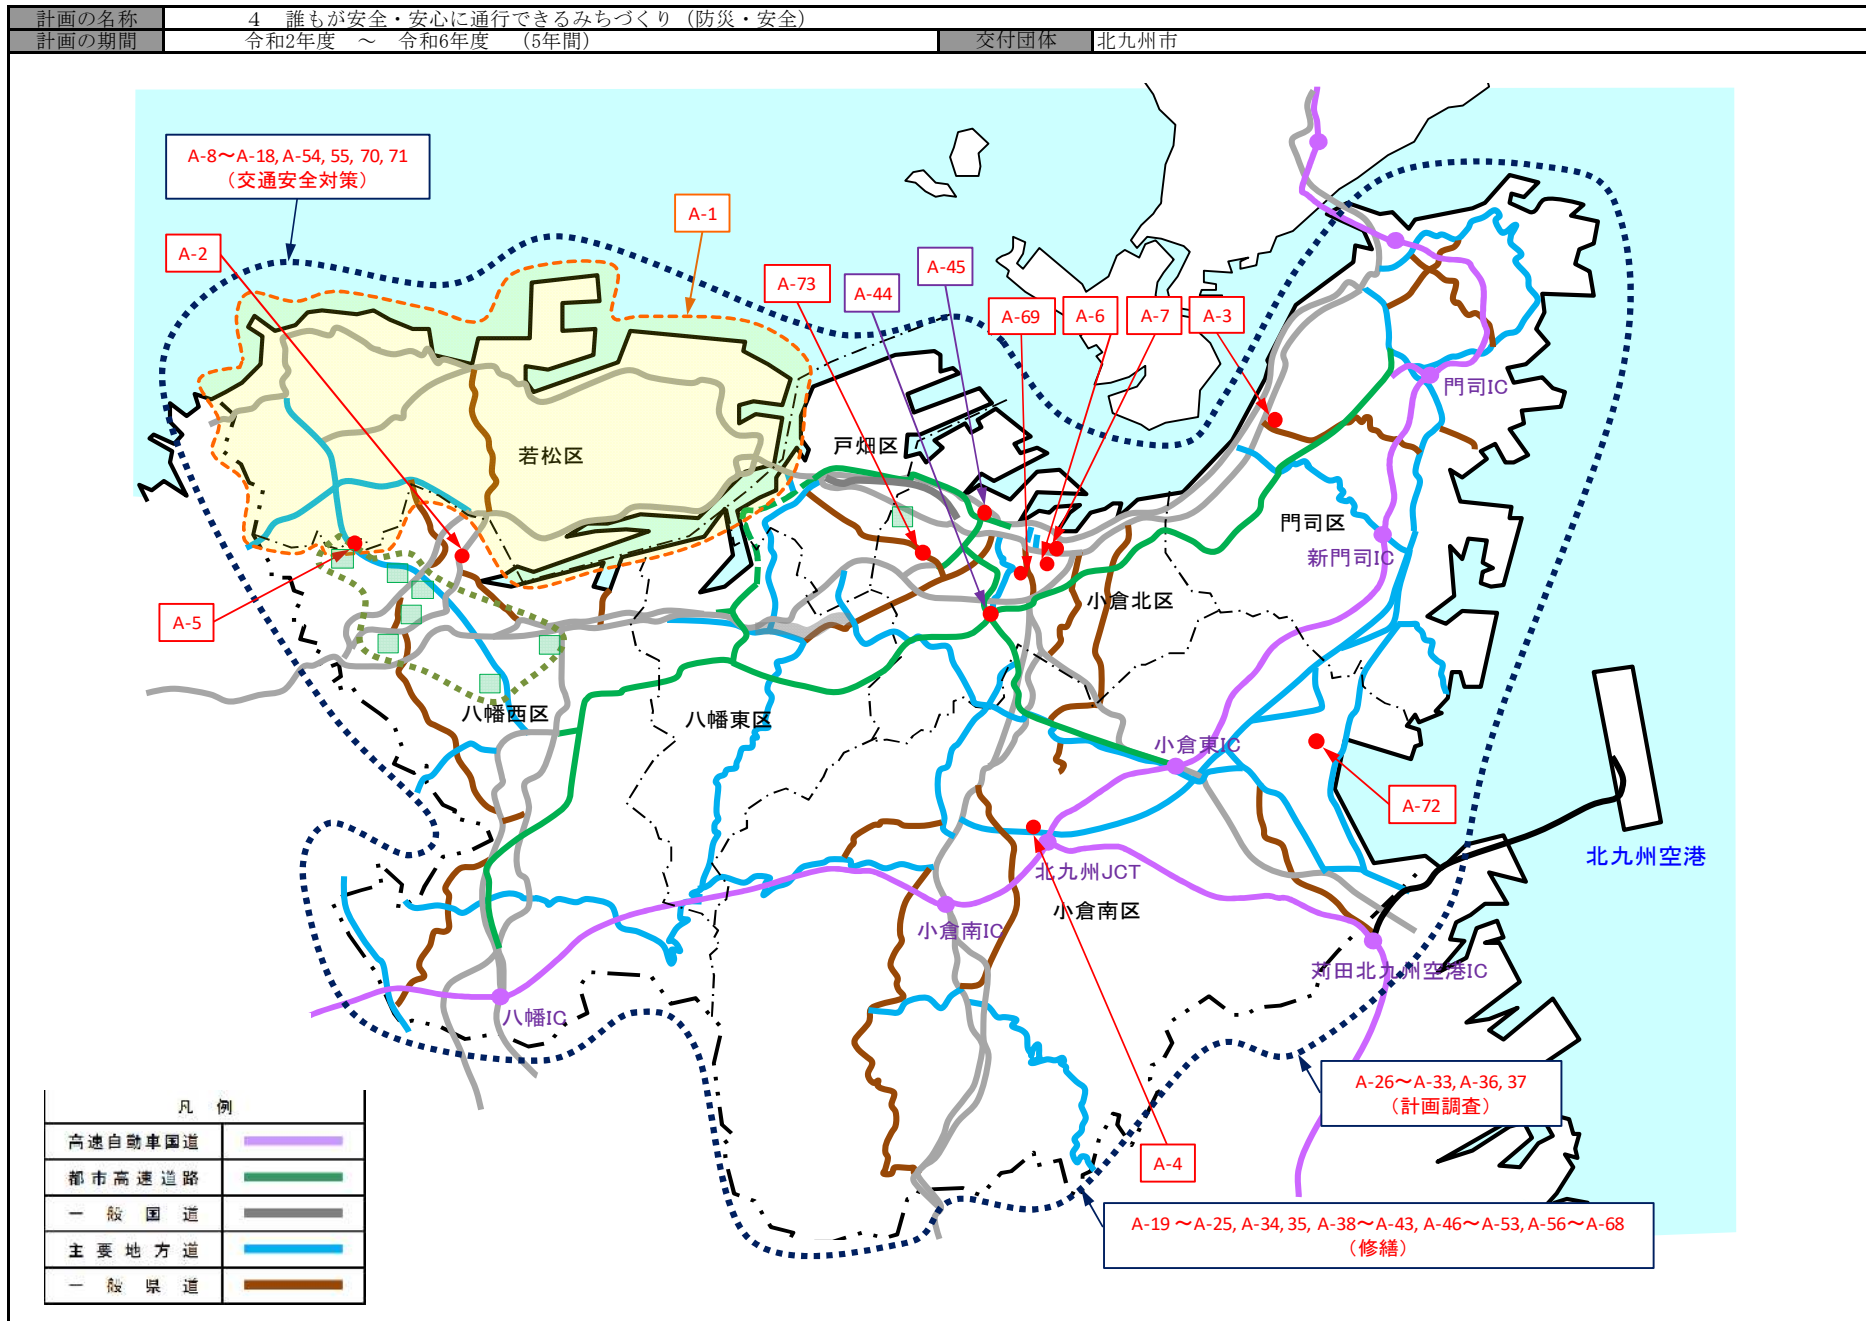 計画の名称
4 誰もが安全・安心に通行できるみちづくり（防災・安全）
計画の期間
令和2年度 ～ 令和6年度 （5年間）
交付団体
北九州市
A-8～A-18, A-54, 55, 70, 71
（交通安全対策）
A-1
A-2
A-73
A-44
A-45
A-69
A-6
A-7
A-3
門司IC
若松区
戸畑区
門司区
新門司IC
小倉北区
A-5
八幡西区
八幡東区
小倉東IC
A-72
北九州空港
北九州JCT
小倉南区
小倉南IC
苅田北九州空港IC
八幡IC
A-26～A-33, A-36, 37
（計画調査）
A-4
A-19 ～A-25, A-34, 35, A-38～A-43, A-46～A-53, A-56～A-68
（修繕）
凡 例
高速自動車国道
都市高速道路
一般国道
主要地方道
一般県道